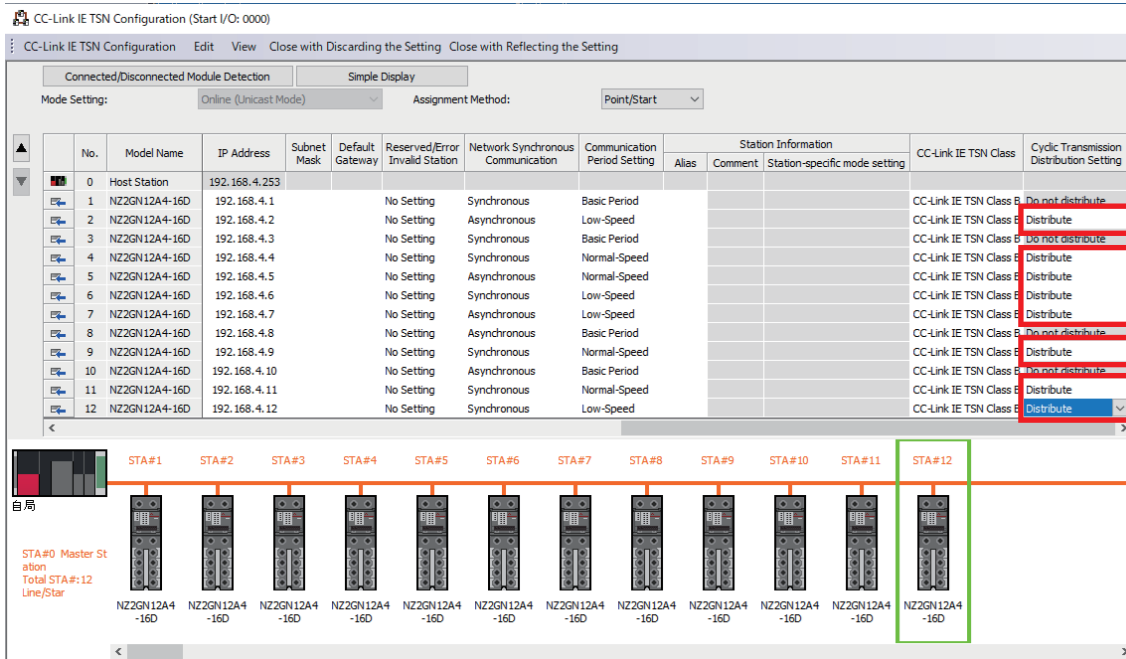 CC-Link IE TSN Configuration (Start I/O: 0000)
CC-Link IE TSN Configuration Edit View Close with Discarding the Setting Close with Reflecting the Setting
Connected/Disconnected Module Detection Simple Display
Mode Setting: Online (Unicast Mode) Assignment Method: Point/Start
No. Model Name IP Address Subnet Mask Default Gateway Reserved/Error Invalid Station Network Synchronous Communication Communication Period Setting Station Information Alias Comment Station-specific mode setting CC-Link IE TSN Class Cyclic Transmission Distribution Setting
0 Host Station 192.168.4.253
1 NZ2GN12A4-16D 192.168.4.1 No Setting Synchronous Basic Period CC-Link IE TSN Class B Do not distribute
2 NZ2GN12A4-16D 192.168.4.2 No Setting Asynchronous Low-Speed CC-Link IE TSN Class B Distribute
3 NZ2GN12A4-16D 192.168.4.3 No Setting Synchronous Basic Period CC-Link IE TSN Class B Do not distribute
4 NZ2GN12A4-16D 192.168.4.4 No Setting Synchronous Normal-Speed CC-Link IE TSN Class B Distribute
5 NZ2GN12A4-16D 192.168.4.5 No Setting Asynchronous Normal-Speed CC-Link IE TSN Class B Distribute
6 NZ2GN12A4-16D 192.168.4.6 No Setting Synchronous Low-Speed CC-Link IE TSN Class B Distribute
7 NZ2GN12A4-16D 192.168.4.7 No Setting Asynchronous Low-Speed CC-Link IE TSN Class B Distribute
8 NZ2GN12A4-16D 192.168.4.8 No Setting Asynchronous Basic Period CC-Link IE TSN Class B Do not distribute
9 NZ2GN12A4-16D 192.168.4.9 No Setting Synchronous Normal-Speed CC-Link IE TSN Class B Distribute
10 NZ2GN12A4-16D 192.168.4.10 No Setting Asynchronous Basic Period CC-Link IE TSN Class B Do not distribute
11 NZ2GN12A4-16D 192.168.4.11 No Setting Synchronous Normal-Speed CC-Link IE TSN Class B Distribute
12 NZ2GN12A4-16D 192.168.4.12 No Setting Synchronous Low-Speed CC-Link IE TSN Class B Distribute
STA#1 STA#2 STA#3 STA#4 STA#5 STA#6 STA#7 STA#8 STA#9 STA#10 STA#11 STA#12
自局
STA#0 Master St
ation
Total STA#:12
Line/Star
NZ2GN12A4 NZ2GN12A4 NZ2GN12A4 NZ2GN12A4 NZ2GN12A4 NZ2GN12A4 NZ2GN12A4 NZ2GN12A4 NZ2GN12A4 NZ2GN12A4 NZ2GN12A4 NZ2GN12A4
-16D -16D -16D -16D -16D -16D -16D -16D -16D -16D -16D -16D